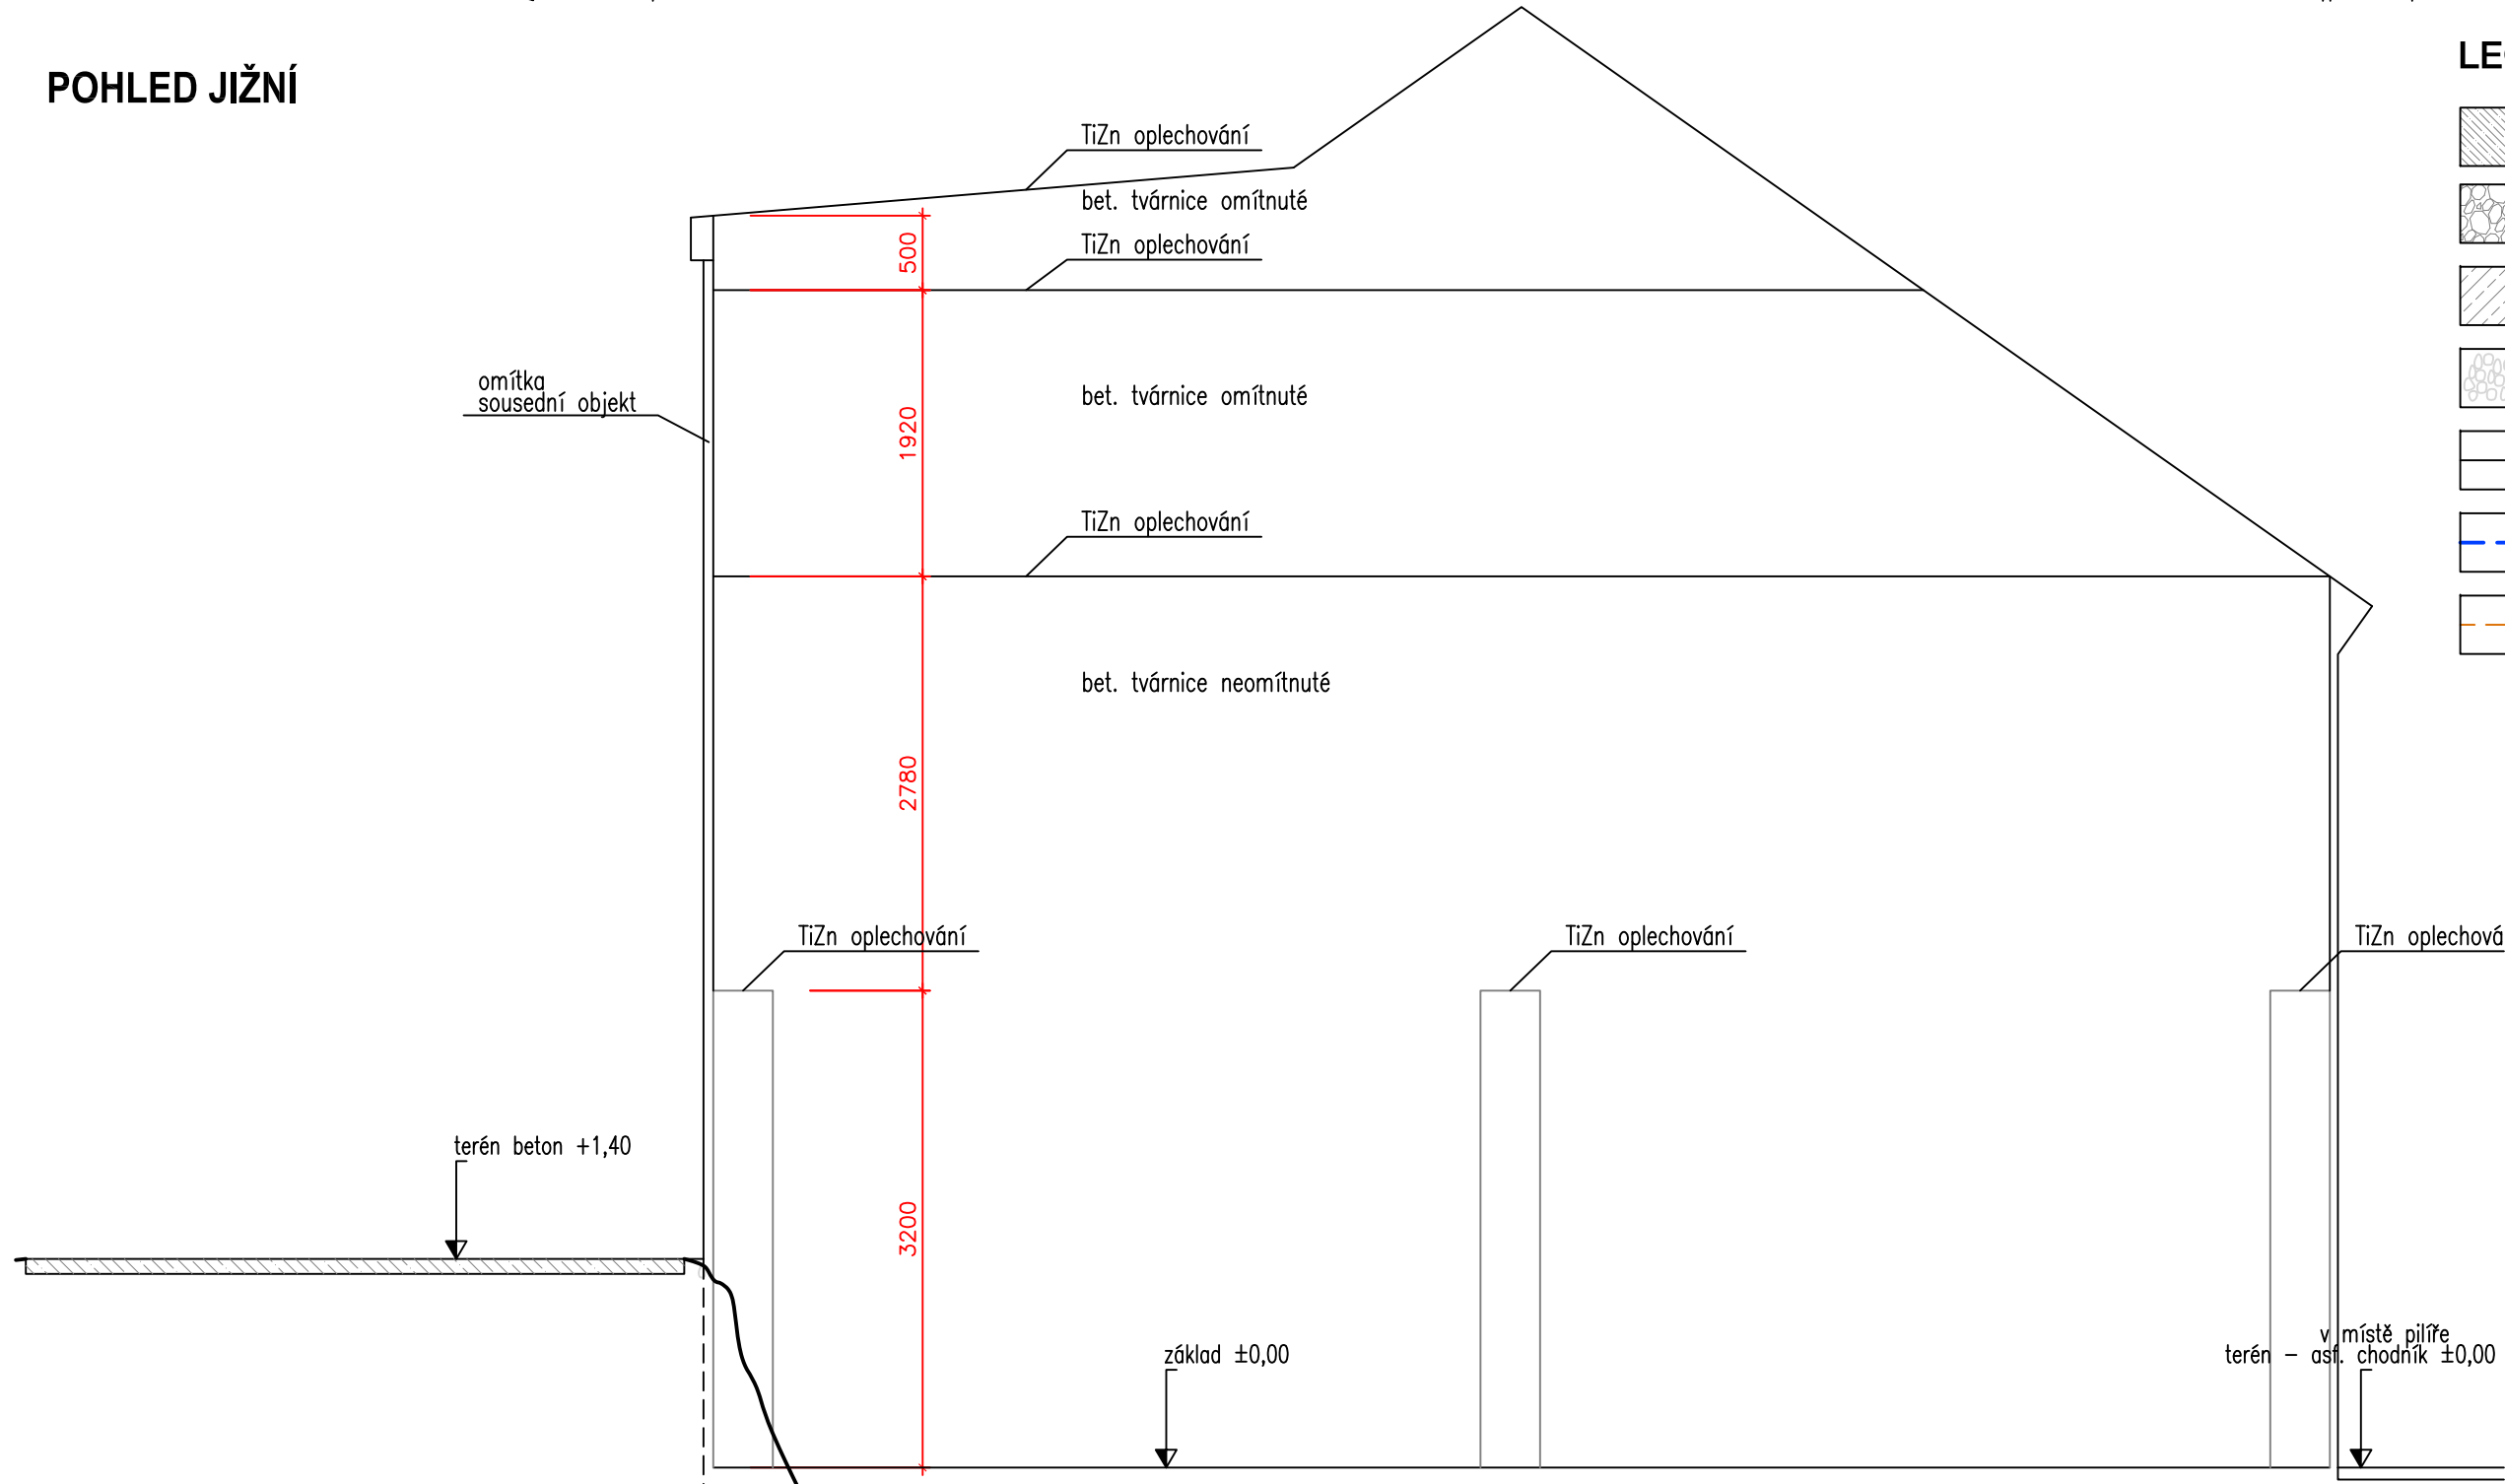 POHLED JIŽNÍ
TiZn oplechování
bet. tvárnice omítnuté
TiZn oplechování
500
omítka
sousední objekt
bet. tvárnice omítnuté
1920
TiZn oplechování
bet. tvárnice neomítnuté
2780
TiZn oplechování
TiZn oplechování
TiZn oplechová
terén beton +1,40
3200
základ ±0,00
v místě pilíře
terén – asf. chodník ±0,00